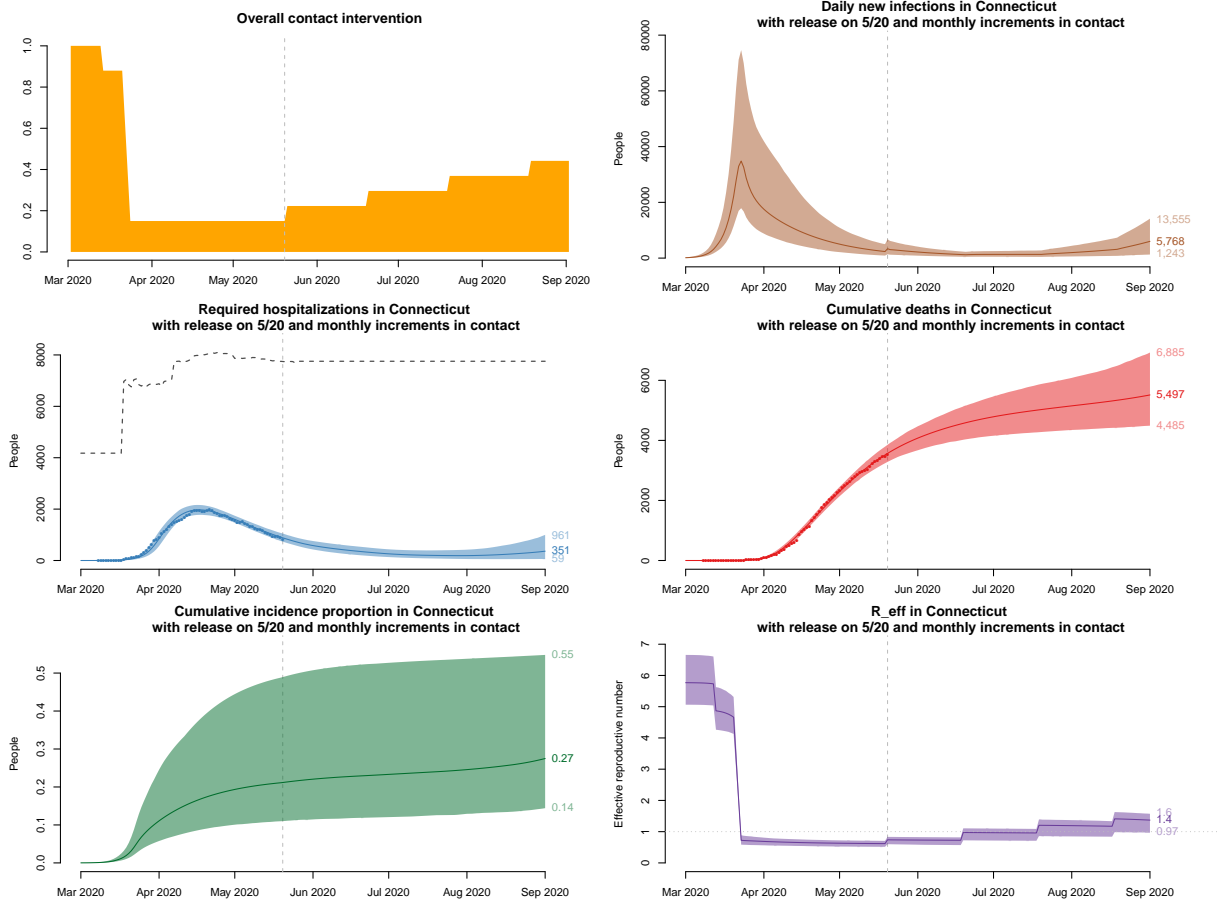 Overall contact intervention
1.0
0.8
0.6
0.4
0.2
0.0
Mar 2020 Apr 2020 May 2020 Jun 2020 Jul 2020 Aug 2020 Sep 2020
Daily new infections in Connecticut
with release on 5/20 and monthly increments in contact
People
80000
60000
40000
20000
0
13,555
5,768
1,243
Mar 2020 Apr 2020 May 2020 Jun 2020 Jul 2020 Aug 2020 Sep 2020
Required hospitalizations in Connecticut
with release on 5/20 and monthly increments in contact
People
8000
6000
4000
2000
0
961
351
59
Mar 2020 Apr 2020 May 2020 Jun 2020 Jul 2020 Aug 2020 Sep 2020
Cumulative deaths in Connecticut
with release on 5/20 and monthly increments in contact
People
6000
4000
2000
0
6,885
5,497
4,485
Mar 2020 Apr 2020 May 2020 Jun 2020 Jul 2020 Aug 2020 Sep 2020
Cumulative incidence proportion in Connecticut
with release on 5/20 and monthly increments in contact
People
0.5
0.4
0.3
0.2
0.1
0.0
0.55
0.27
0.14
Mar 2020 Apr 2020 May 2020 Jun 2020 Jul 2020 Aug 2020 Sep 2020
R_eff in Connecticut
with release on 5/20 and monthly increments in contact
Effective reproductive number
7
6
5
4
3
2
1
0
1.6
1.4
0.97
Mar 2020 Apr 2020 May 2020 Jun 2020 Jul 2020 Aug 2020 Sep 2020